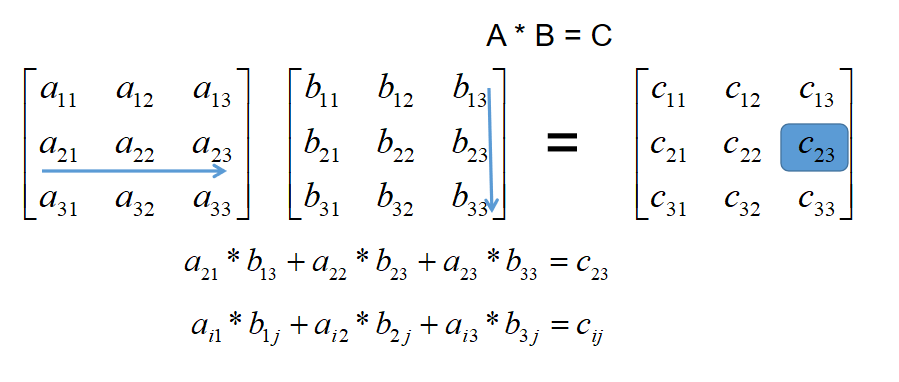 A * B = C
a11 a12 a13 b11 b12 b13 c11 c12 c13
a21 a22 a23 b21 b22 b23 = c21 c22 c23
a31 a32 a33 b31 b32 b33 c31 c32 c33
a21 * b13 + a22 * b23 + a23 * b33 = c23
ai1 * b1j + ai2 * b2j + ai3 * b3j = cij